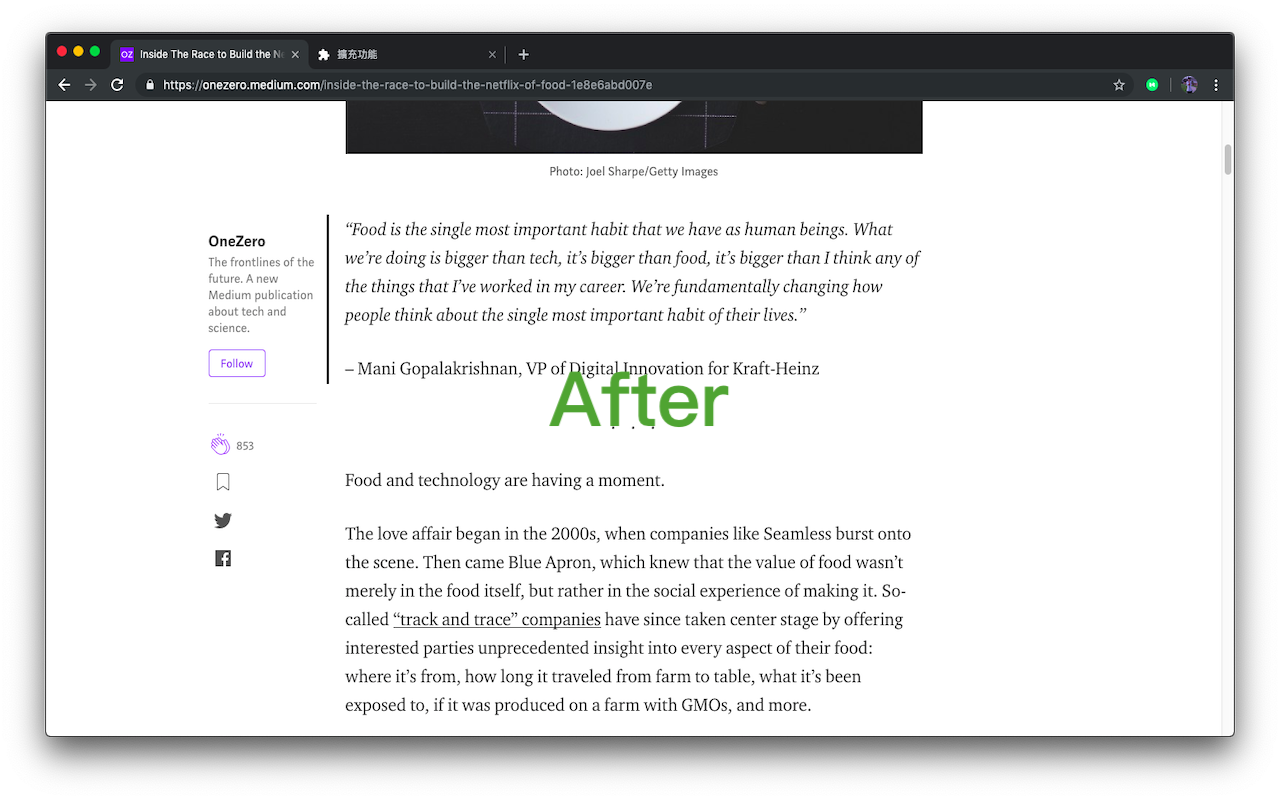 OZ Inside The Race to Build the Ne
擴充功能
https://onezero.medium.com/inside-the-race-to-build-the-netflix-of-food-1e8e6abd007e
Photo: Joel Sharpe/Getty Images
OneZero
The frontlines of the
future. A new
Medium publication
about tech and
science.
Follow
853
“Food is the single most important habit that we have as human beings. What
we’re doing is bigger than tech, it’s bigger than food, it’s bigger than I think any of
the things that I’ve worked in my career. We’re fundamentally changing how
people think about the single most important habit of their lives.”
– Mani Gopalakrishnan, VP of Digital Innovation for Kraft-Heinz
After
. . .
Food and technology are having a moment.
The love affair began in the 2000s, when companies like Seamless burst onto
the scene. Then came Blue Apron, which knew that the value of food wasn’t
merely in the food itself, but rather in the social experience of making it. So-
called “track and trace” companies have since taken center stage by offering
interested parties unprecedented insight into every aspect of their food:
where it’s from, how long it traveled from farm to table, what it’s been
exposed to, if it was produced on a farm with GMOs, and more.